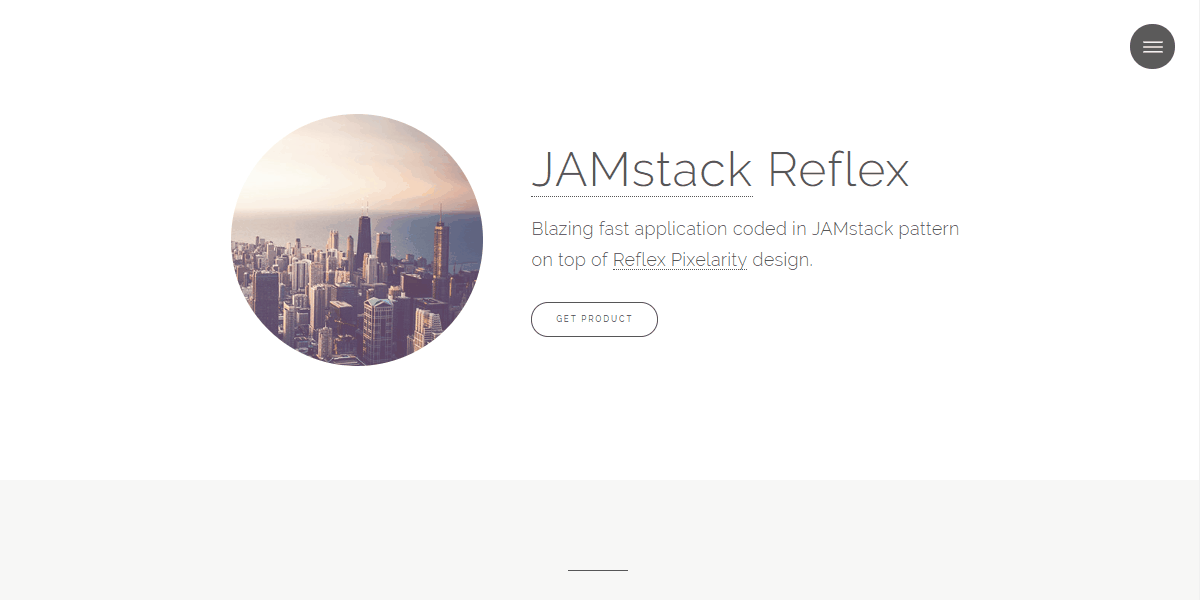 JAMstack Reflex
Blazing fast application coded in JAMstack pattern
on top of Reflex Pixelarity design.
GET PRODUCT